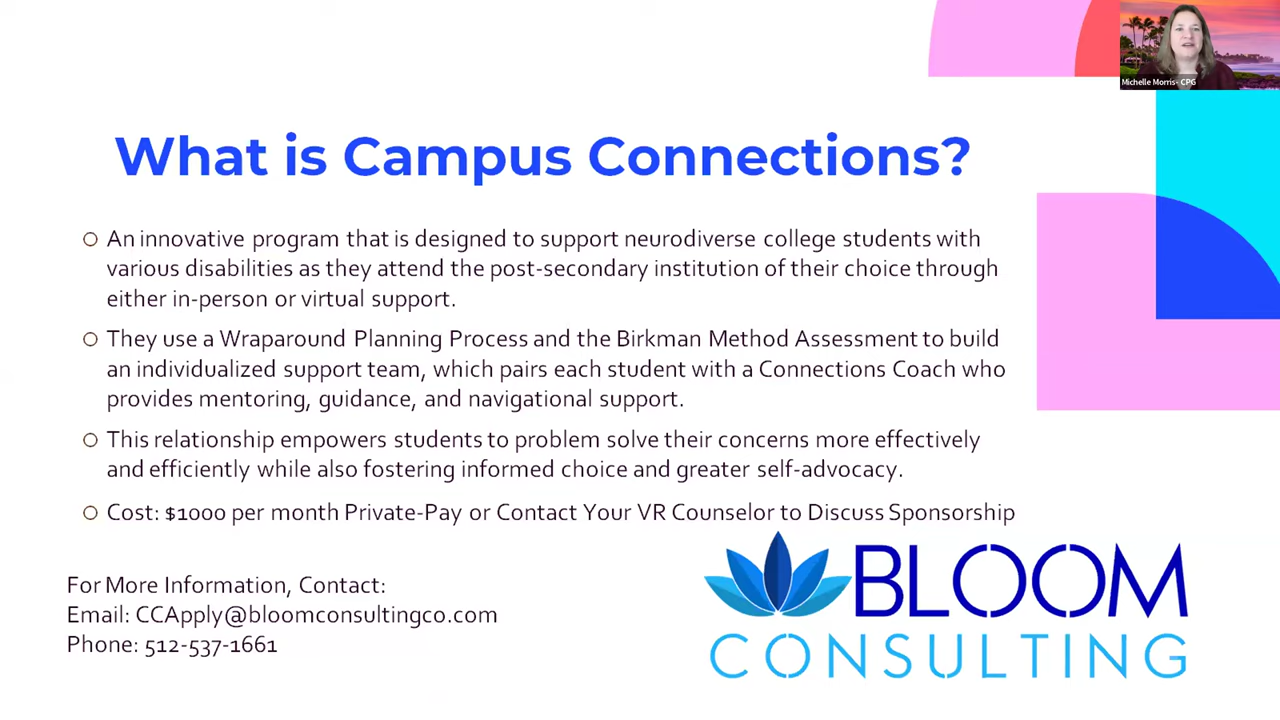 Michelle Morris- CPG
What is Campus Connections?
An innovative program that is designed to support neurodiverse college students with
various disabilities as they attend the post-secondary institution of their choice through
either in-person or virtual support.
They use a Wraparound Planning Process and the Birkman Method Assessment to build
an individualized support team, which pairs each student with a Connections Coach who
provides mentoring, guidance, and navigational support.
This relationship empowers students to problem solve their concerns more effectively
and efficiently while also fostering informed choice and greater self-advocacy.
Cost: $1000 per month Private-Pay or Contact Your VR Counselor to Discuss Sponsorship
For More Information, Contact:
Email: CCApply@bloomconsultingco.com
Phone: 512-537-1661
BLOOM
CONSULTING